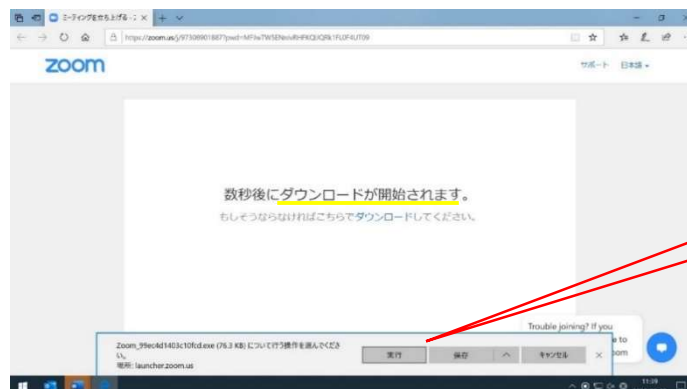 ミーティングを立ち上げる - Z
https://zoom.us/j/97308901887?pwd=
zoom
サポート 日本語
数秒後にダウンロードが開始されます。
もしそうならなければこちらでダウンロードしてください。
Trouble joining? If you
Zoom_99ec4d1403c10fcd.exe (76.3 KB) について行う操作を選んでくださ
い。
場所: launcher.zoom.us
実行 保存 キャンセル
11:39